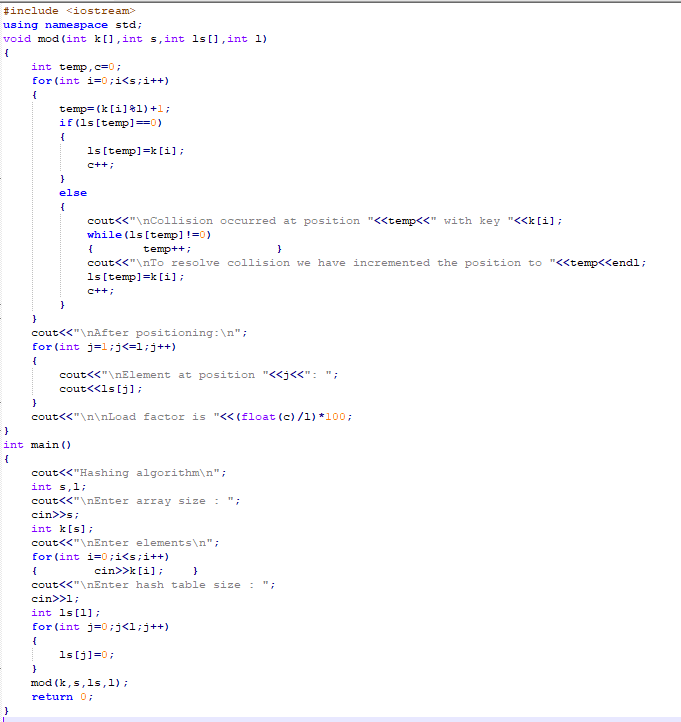 #include <iostream>
using namespace std;
void mod(int k[],int s,int ls[],int l)
{
    int temp,c=0;
    for(int i=0;i<s;i++)
    {
        temp=(k[i]%l)+1;
        if(ls[temp]==0)
        {
            ls[temp]=k[i];
            c++;
        }
        else
        {
            cout<<"\nCollision occurred at position "<<temp<<" with key "<<k[i];
            while(ls[temp]!=0)
            {       temp++;            }
            cout<<"\nTo resolve collision we have incremented the position to "<<temp<<endl;
            ls[temp]=k[i];
            c++;
        }
    }
    cout<<"\nAfter positioning:\n";
    for(int j=1;j<=l;j++)
    {
        cout<<"\nElement at position "<<j<<": ";
        cout<<ls[j];
    }
    cout<<"\n\nLoad factor is "<<(float(c)/l)*100;
}
int main()
{
    cout<<"Hashing algorithm\n";
    int s,l;
    cout<<"\nEnter array size : ";
    cin>>s;
    int k[s];
    cout<<"\nEnter elements\n";
    for(int i=0;i<s;i++)
    {        cin>>k[i];    }
    cout<<"\nEnter hash table size : ";
    cin>>l;
    int ls[l];
    for(int j=0;j<l;j++)
    {
        ls[j]=0;
    }
    mod(k,s,ls,l);
    return 0;
}